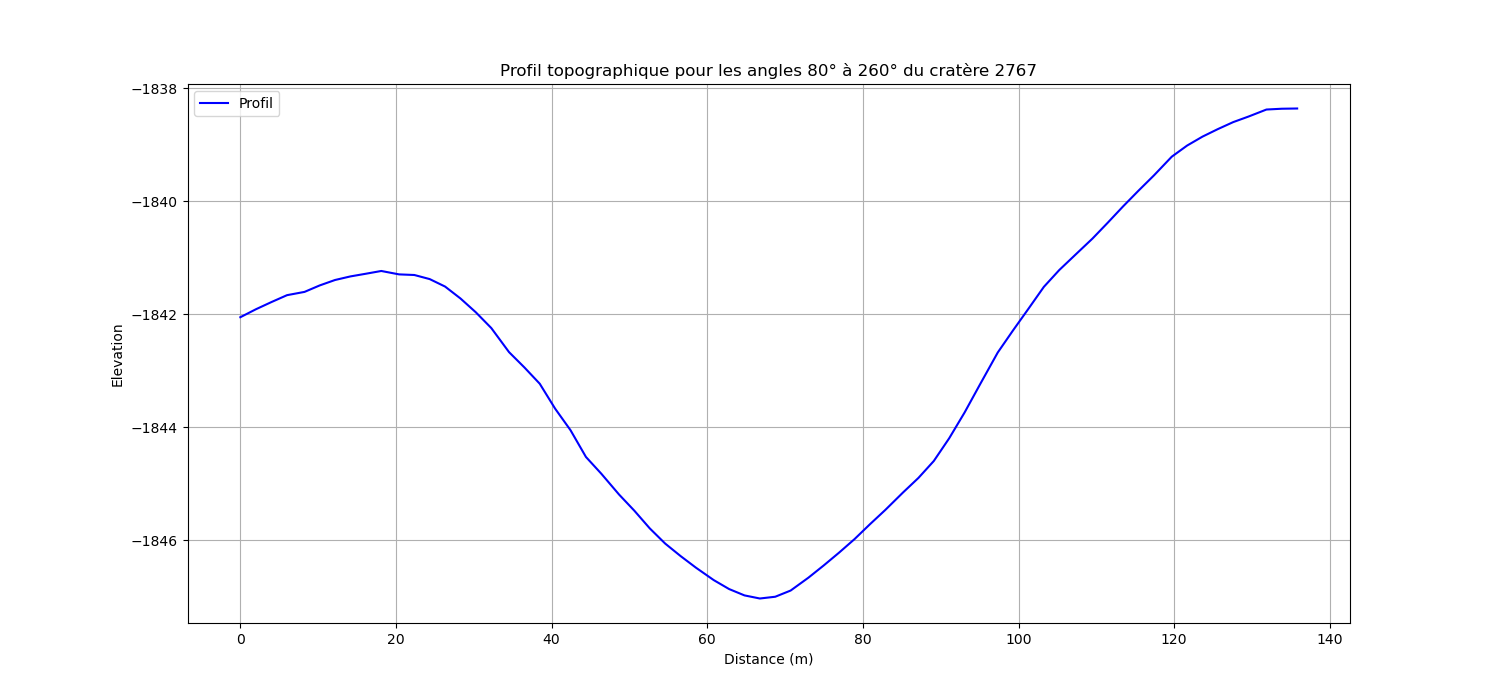 Profil topographique pour les angles 80° à 260° du cratère 2767
Profil
−1838
−1840
−1842
−1844
−1846
Elevation
0 20 40 60 80 100 120 140
Distance (m)